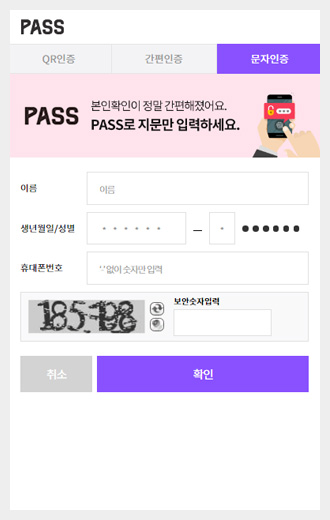 PASS
QR인증 간편인증 문자인증
PASS
본인확인이 정말 간편해졌어요.
PASS로 지문만 입력하세요.
이름 이름
생년월일/성별
휴대폰번호 '-'없이 숫자만 입력
보안숫자입력
취소 확인